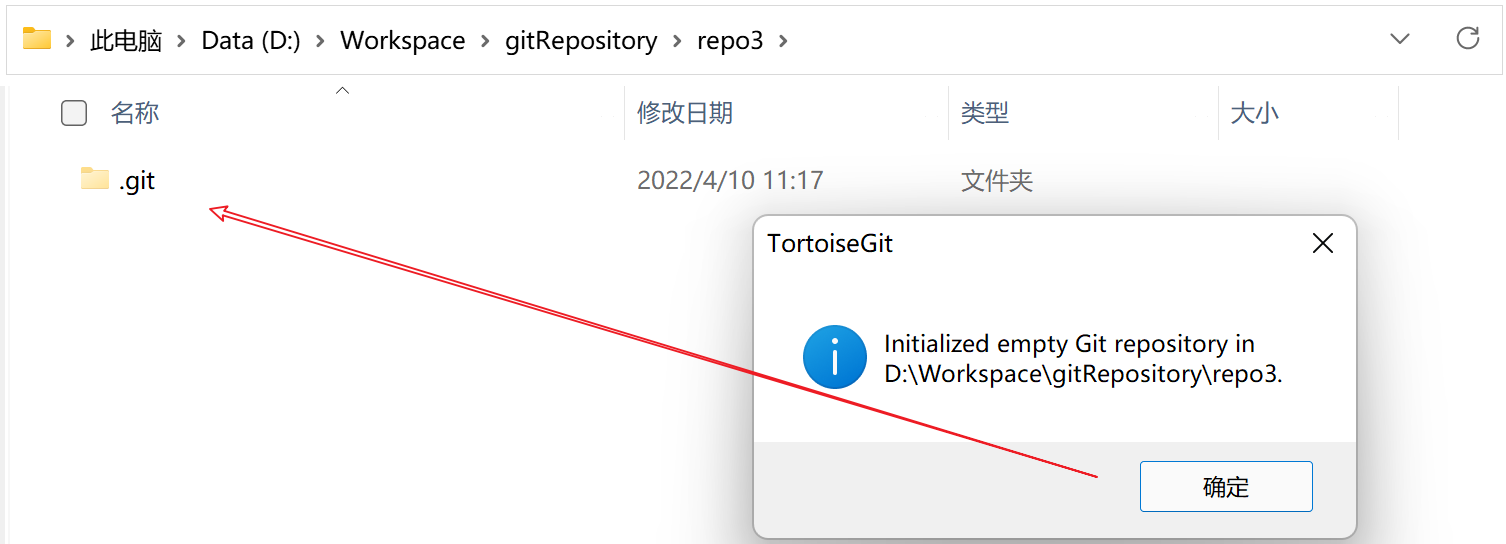 此电脑 > Data (D:) > Workspace > gitRepository > repo3 >
名称 修改日期 类型 大小
.git 2022/4/10 11:17 文件夹
TortoiseGit
Initialized empty Git repository in
D:\Workspace\gitRepository\repo3.
确定